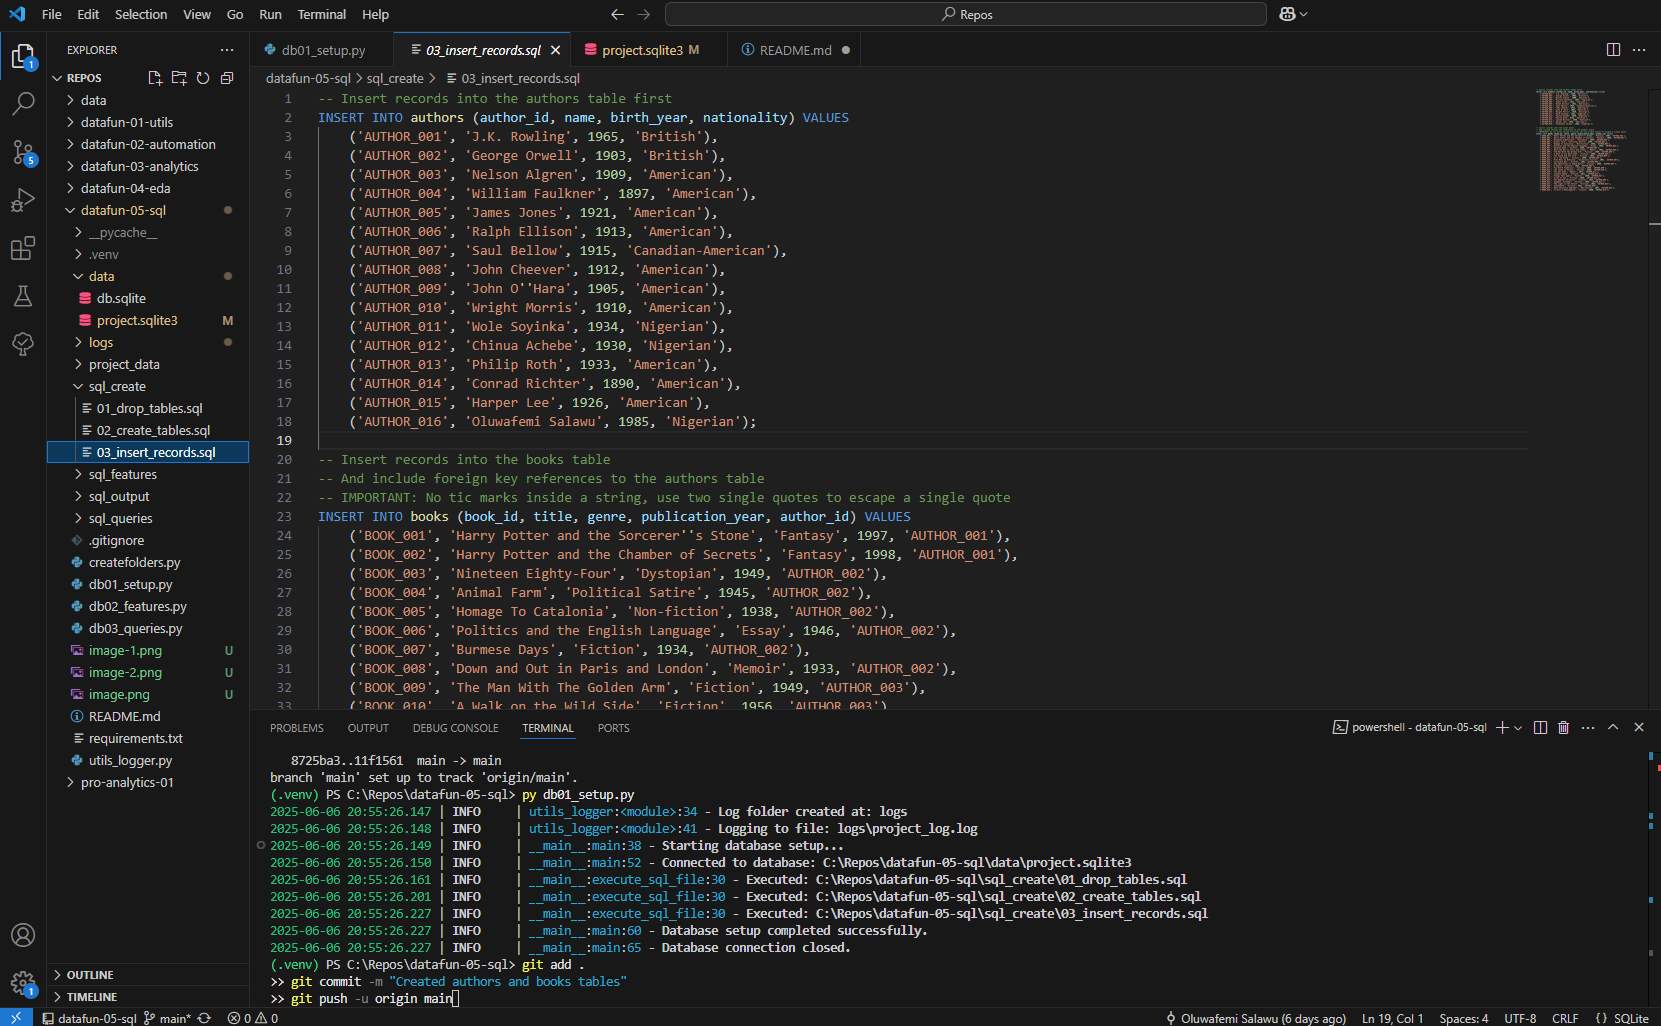 File Edit Selection View Go Run Terminal Help
Repos
EXPLORER
REPOS
data
datafun-01-utils
datafun-02-automation
datafun-03-analytics
datafun-04-eda
datafun-05-sql
__pycache__
.venv
data
db.sqlite
project.sqlite3 M
logs
project_data
sql_create
01_drop_tables.sql
02_create_tables.sql
03_insert_records.sql
sql_features
sql_output
sql_queries
.gitignore
createfolders.py
db01_setup.py
db02_features.py
db03_queries.py
image-1.png U
image-2.png U
image.png U
README.md
requirements.txt
utils_logger.py
pro-analytics-01
OUTLINE
TIMELINE
1
5
1
db01_setup.py 03_insert_records.sql project.sqlite3 M README.md
datafun-05-sql > sql_create > 03_insert_records.sql
1 -- Insert records into the authors table first
2 INSERT INTO authors (author_id, name, birth_year, nationality) VALUES
3 ('AUTHOR_001', 'J.K. Rowling', 1965, 'British'),
4 ('AUTHOR_002', 'George Orwell', 1903, 'British'),
5 ('AUTHOR_003', 'Nelson Algren', 1909, 'American'),
6 ('AUTHOR_004', 'William Faulkner', 1897, 'American'),
7 ('AUTHOR_005', 'James Jones', 1921, 'American'),
8 ('AUTHOR_006', 'Ralph Ellison', 1913, 'American'),
9 ('AUTHOR_007', 'Saul Bellow', 1915, 'Canadian-American'),
10 ('AUTHOR_008', 'John Cheever', 1912, 'American'),
11 ('AUTHOR_009', 'John O''Hara', 1905, 'American'),
12 ('AUTHOR_010', 'Wright Morris', 1910, 'American'),
13 ('AUTHOR_011', 'Wole Soyinka', 1934, 'Nigerian'),
14 ('AUTHOR_012', 'Chinua Achebe', 1930, 'Nigerian'),
15 ('AUTHOR_013', 'Philip Roth', 1933, 'American'),
16 ('AUTHOR_014', 'Conrad Richter', 1890, 'American'),
17 ('AUTHOR_015', 'Harper Lee', 1926, 'American'),
18 ('AUTHOR_016', 'Oluwafemi Salawu', 1985, 'Nigerian');
19
20 -- Insert records into the books table
21 -- And include foreign key references to the authors table
22 -- IMPORTANT: No tic marks inside a string, use two single quotes to escape a single quote
23 INSERT INTO books (book_id, title, genre, publication_year, author_id) VALUES
24 ('BOOK_001', 'Harry Potter and the Sorcerer''s Stone', 'Fantasy', 1997, 'AUTHOR_001'),
25 ('BOOK_002', 'Harry Potter and the Chamber of Secrets', 'Fantasy', 1998, 'AUTHOR_001'),
26 ('BOOK_003', 'Nineteen Eighty-Four', 'Dystopian', 1949, 'AUTHOR_002'),
27 ('BOOK_004', 'Animal Farm', 'Political Satire', 1945, 'AUTHOR_002'),
28 ('BOOK_005', 'Homage To Catalonia', 'Non-fiction', 1938, 'AUTHOR_002'),
29 ('BOOK_006', 'Politics and the English Language', 'Essay', 1946, 'AUTHOR_002'),
30 ('BOOK_007', 'Burmese Days', 'Fiction', 1934, 'AUTHOR_002'),
31 ('BOOK_008', 'Down and Out in Paris and London', 'Memoir', 1933, 'AUTHOR_002'),
32 ('BOOK_009', 'The Man With The Golden Arm', 'Fiction', 1949, 'AUTHOR_003'),
33 ('BOOK_010', 'A Walk on the Wild Side', 'Fiction', 1956, 'AUTHOR_003')
PROBLEMS OUTPUT DEBUG CONSOLE TERMINAL PORTS
powershell - datafun-05-sql
8725ba3..11f1561 main -> main
branch 'main' set up to track 'origin/main'.
(.venv) PS C:\Repos\datafun-05-sql> py db01_setup.py
2025-06-06 20:55:26.147 | INFO | utils_logger:<module>:34 - Log folder created at: logs
2025-06-06 20:55:26.148 | INFO | utils_logger:<module>:41 - Logging to file: logs\project_log.log
2025-06-06 20:55:26.149 | INFO | __main__:main:38 - Starting database setup...
2025-06-06 20:55:26.150 | INFO | __main__:main:52 - Connected to database: C:\Repos\datafun-05-sql\data\project.sqlite3
2025-06-06 20:55:26.161 | INFO | __main__:execute_sql_file:30 - Executed: C:\Repos\datafun-05-sql\sql_create\01_drop_tables.sql
2025-06-06 20:55:26.201 | INFO | __main__:execute_sql_file:30 - Executed: C:\Repos\datafun-05-sql\sql_create\02_create_tables.sql
2025-06-06 20:55:26.227 | INFO | __main__:execute_sql_file:30 - Executed: C:\Repos\datafun-05-sql\sql_create\03_insert_records.sql
2025-06-06 20:55:26.227 | INFO | __main__:main:60 - Database setup completed successfully.
2025-06-06 20:55:26.227 | INFO | __main__:main:65 - Database connection closed.
(.venv) PS C:\Repos\datafun-05-sql> git add .
>> git commit -m "Created authors and books tables"
>> git push -u origin main
datafun-05-sql main* 0 0 Oluwafemi Salawu (6 days ago) Ln 19, Col 1 Spaces: 4 UTF-8 CRLF {} SQLite